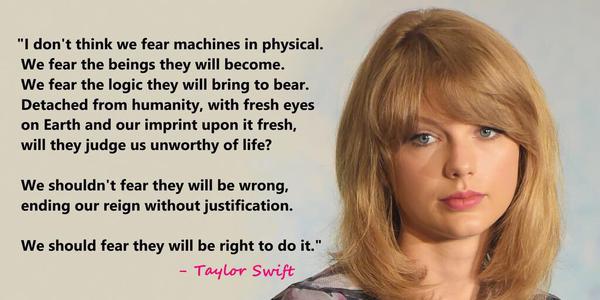 "I don't think we fear machines in physical.
We fear the beings they will become.
We fear the logic they will bring to bear.
Detached from humanity, with fresh eyes
on Earth and our imprint upon it fresh,
will they judge us unworthy of life?
We shouldn't fear they will be wrong,
ending our reign without justification.
We should fear they will be right to do it."
- Taylor Swift